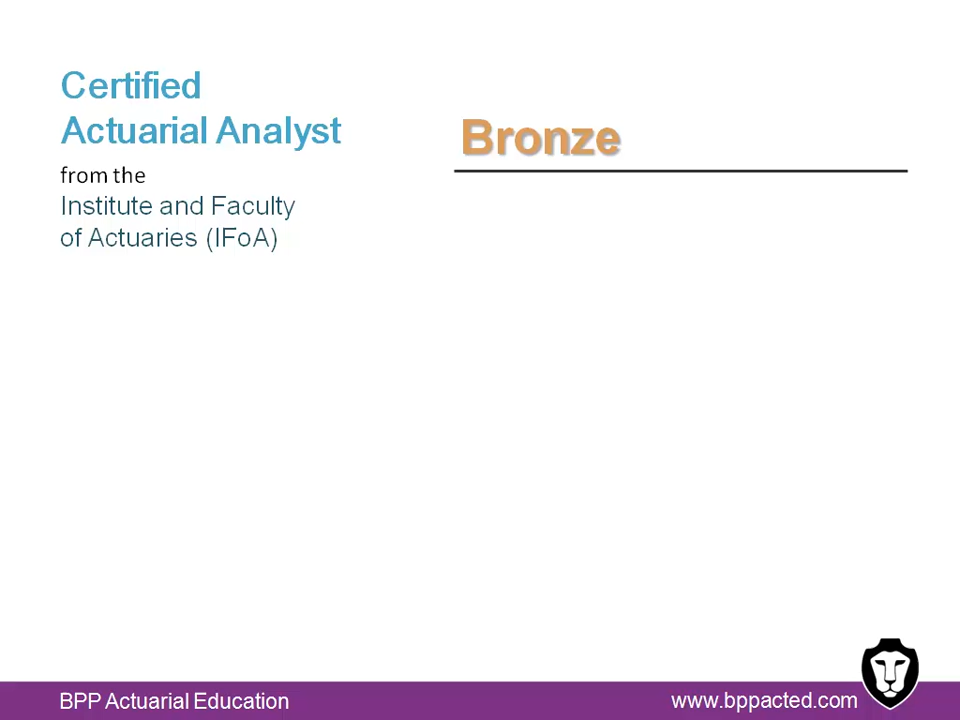 Certified
Actuarial Analyst
from the
Institute and Faculty
of Actuaries (IFoA)
Bronze
BPP Actuarial Education
www.bppacted.com